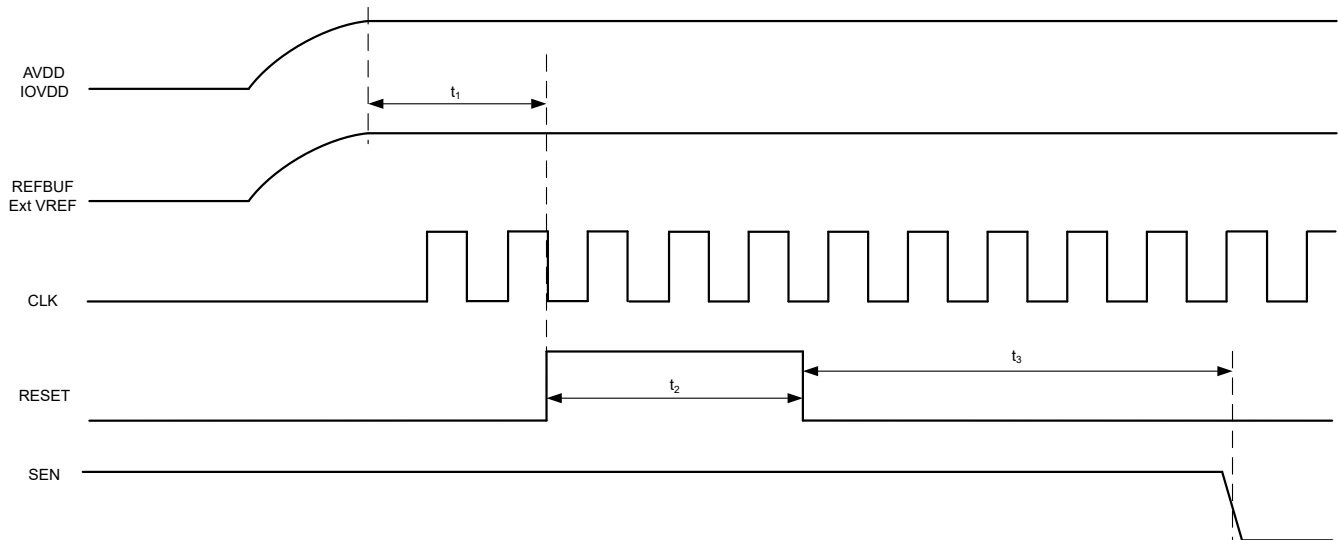 AVDD
IOVDD
t₁
REFBUF
Ext VREF
CLK
t₃
t₂
RESET
SEN